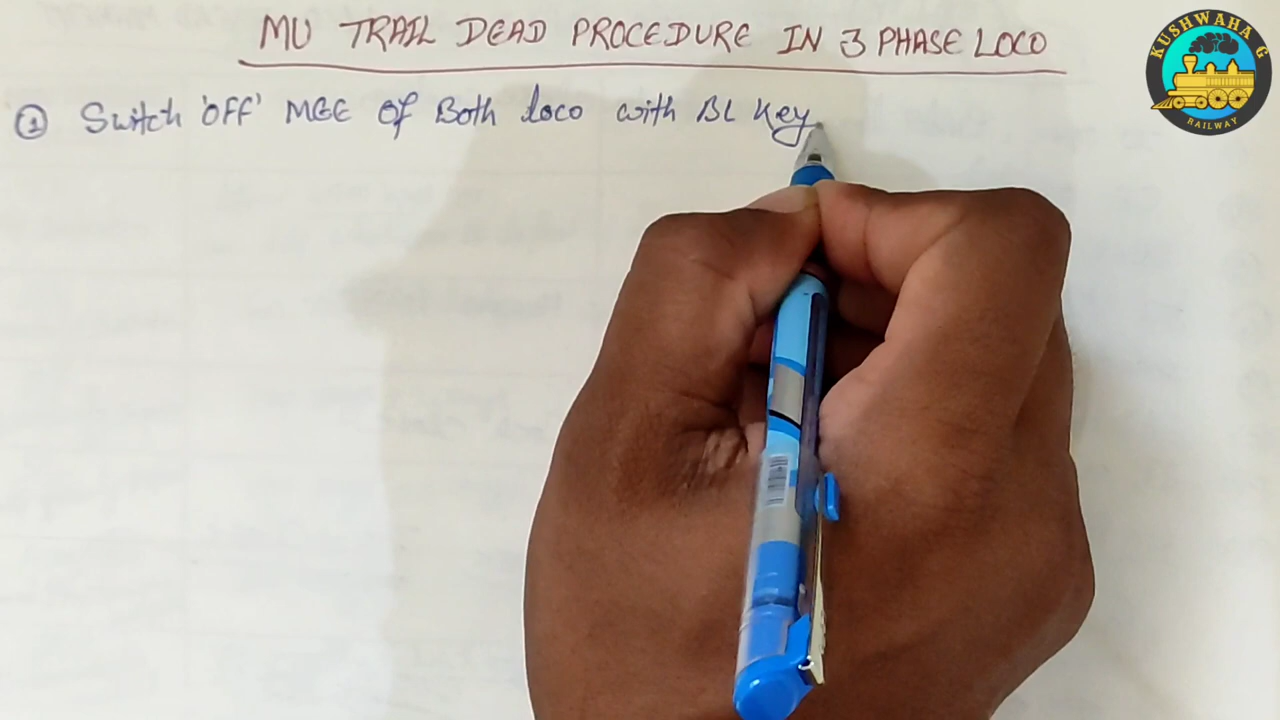 MU TRAIL DEAD PROCEDURE IN 3 PHASE LOCO
① Switch 'OFF' MCE Of Both loco with BL Key
KUSHWAHA G
RAILWAY